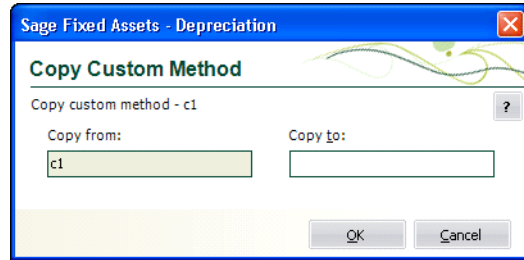 Sage Fixed Assets - Depreciation
Copy Custom Method
Copy custom method - c1
?
Copy from: Copy to:
c1
OK Cancel